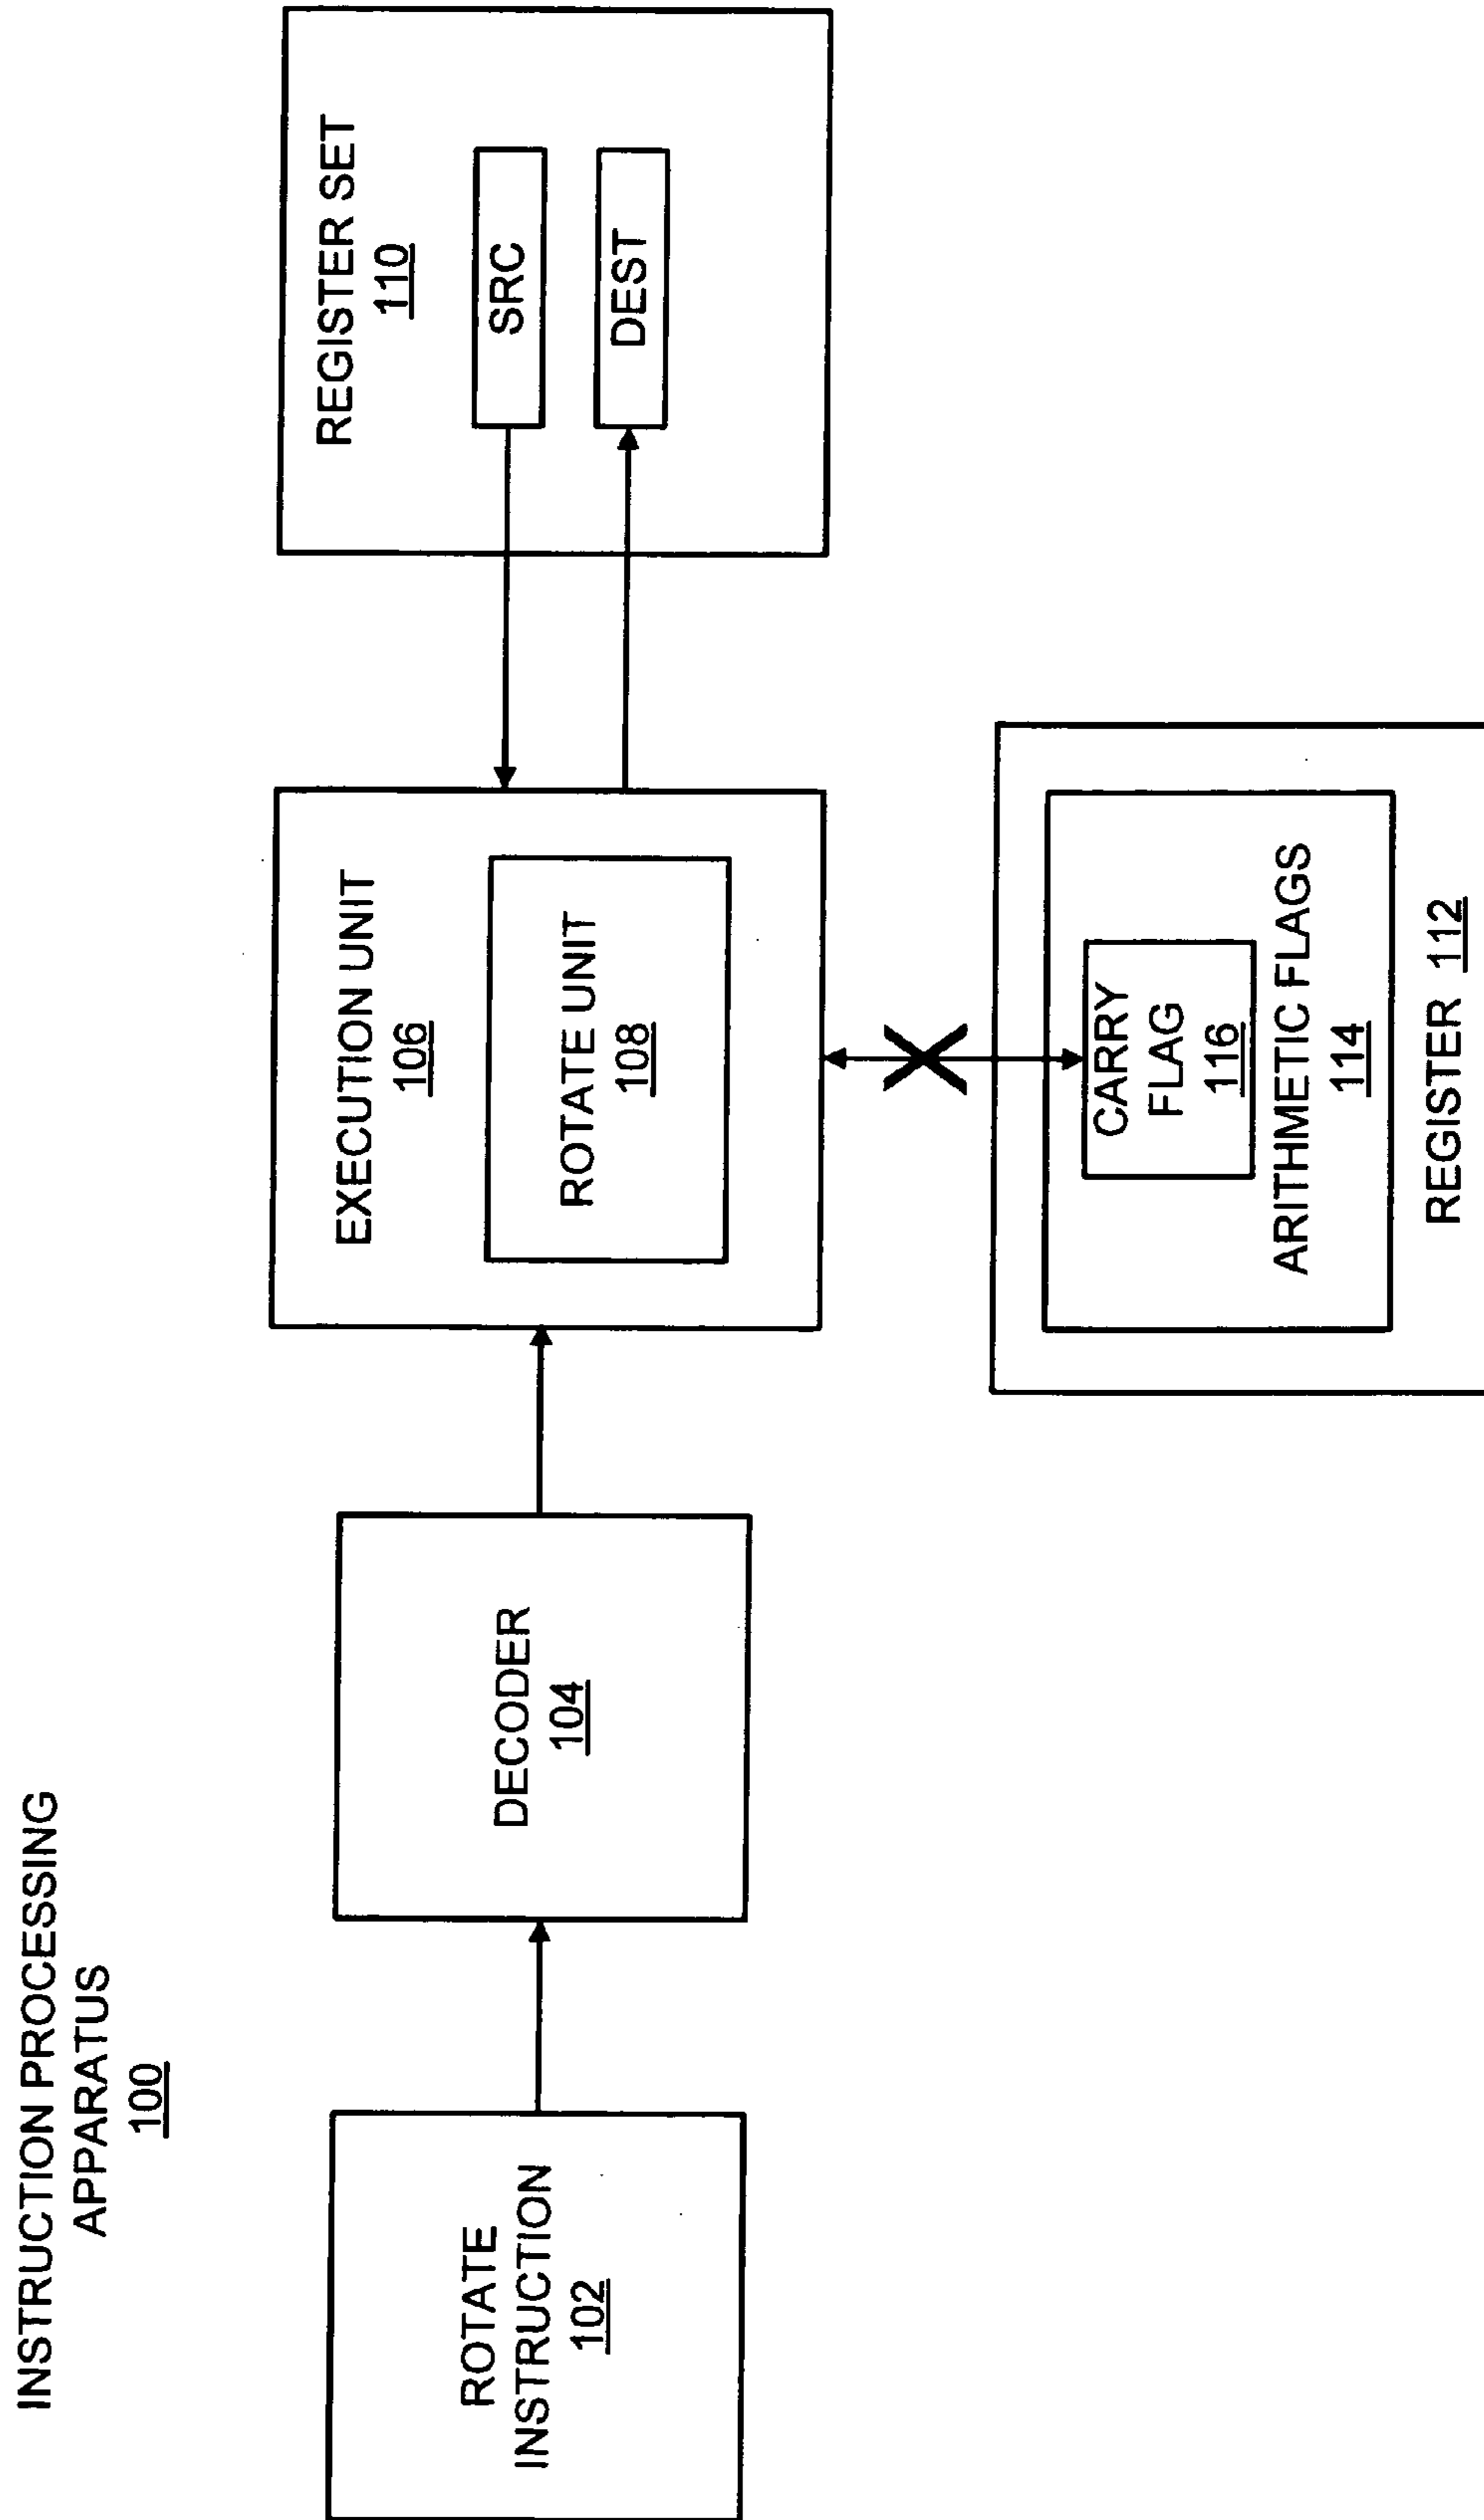 INSTRUCTION PROCESSING
APPARATUS
100
ROTATE
INSTRUCTION
102
DECODER
104
EXECUTION UNIT
106
ROTATE UNIT
108
REGISTER SET
110
SRC
DEST
CARRY
FLAG
116
ARITHMETIC FLAGS
114
REGISTER 112